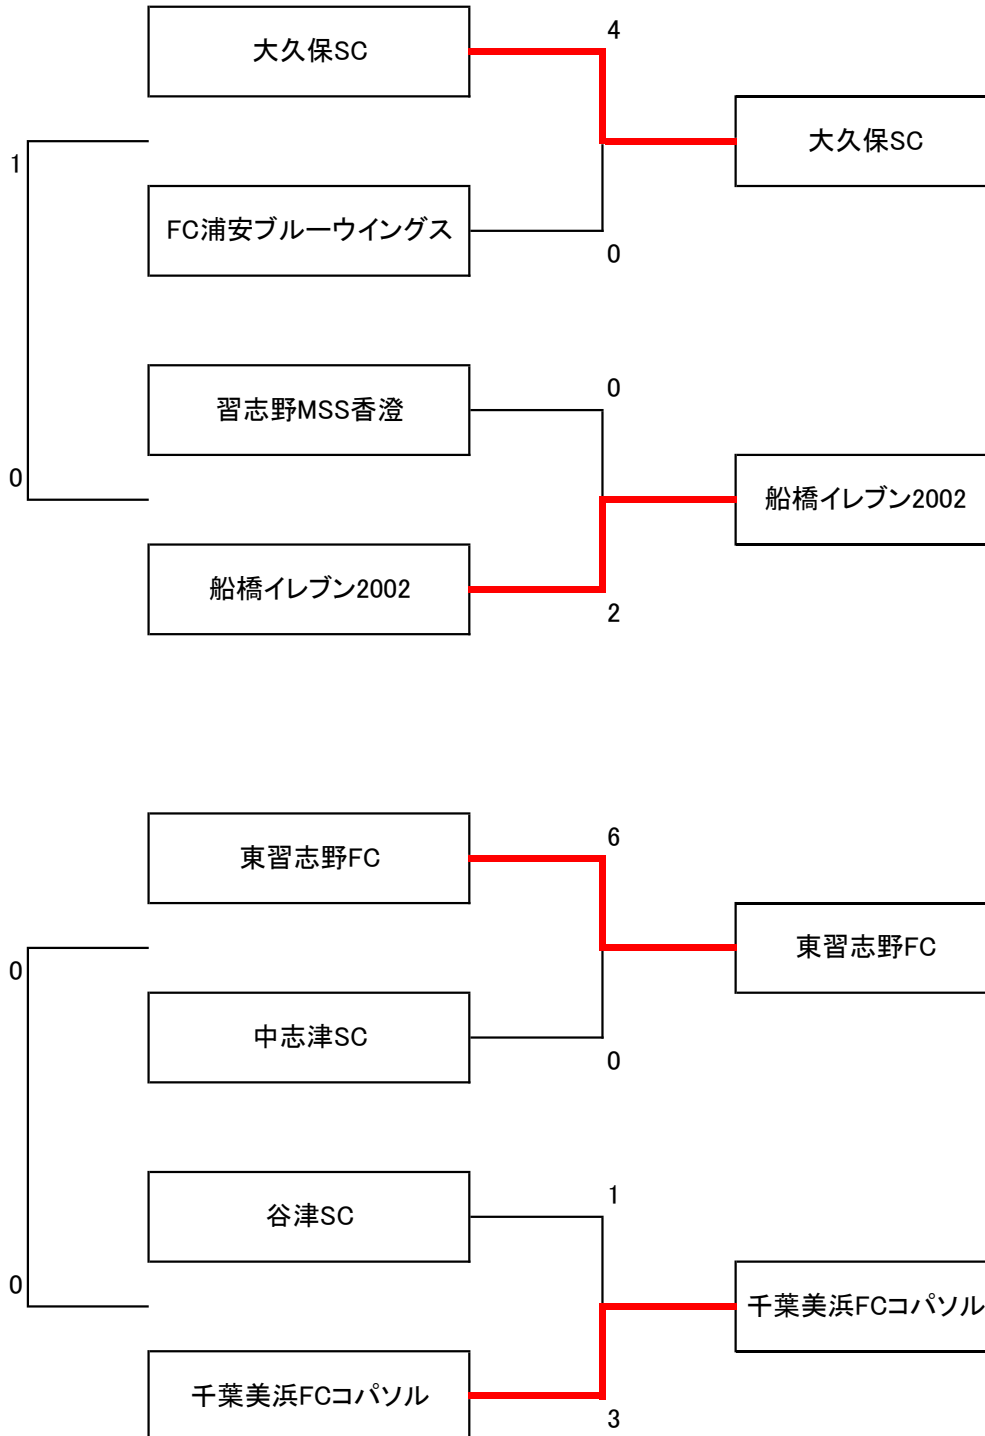 4
大久保SC
大久保SC
1
FC浦安ブルーウイングス
0
0
習志野MSS香澄
0
船橋イレブン2002
船橋イレブン2002
2
6
東習志野FC
東習志野FC
0
中志津SC
0
1
谷津SC
0
千葉美浜FCコパソル
千葉美浜FCコパソル
3